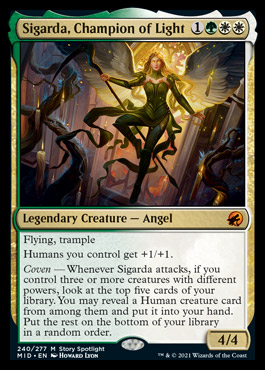 Sigarda, Champion of Light 1
Legendary Creature — Angel
Flying, trample
Humans you control get +1/+1.
Coven — Whenever Sigarda attacks, if you
control three or more creatures with different
powers, look at the top five cards of your
library. You may reveal a Human creature card
from among them and put it into your hand.
Put the rest on the bottom of your library
in a random order.
4/4
240/277 M Story Spotlight
MID • EN Howard Lyon
™ & © 2021 Wizards of the Coast